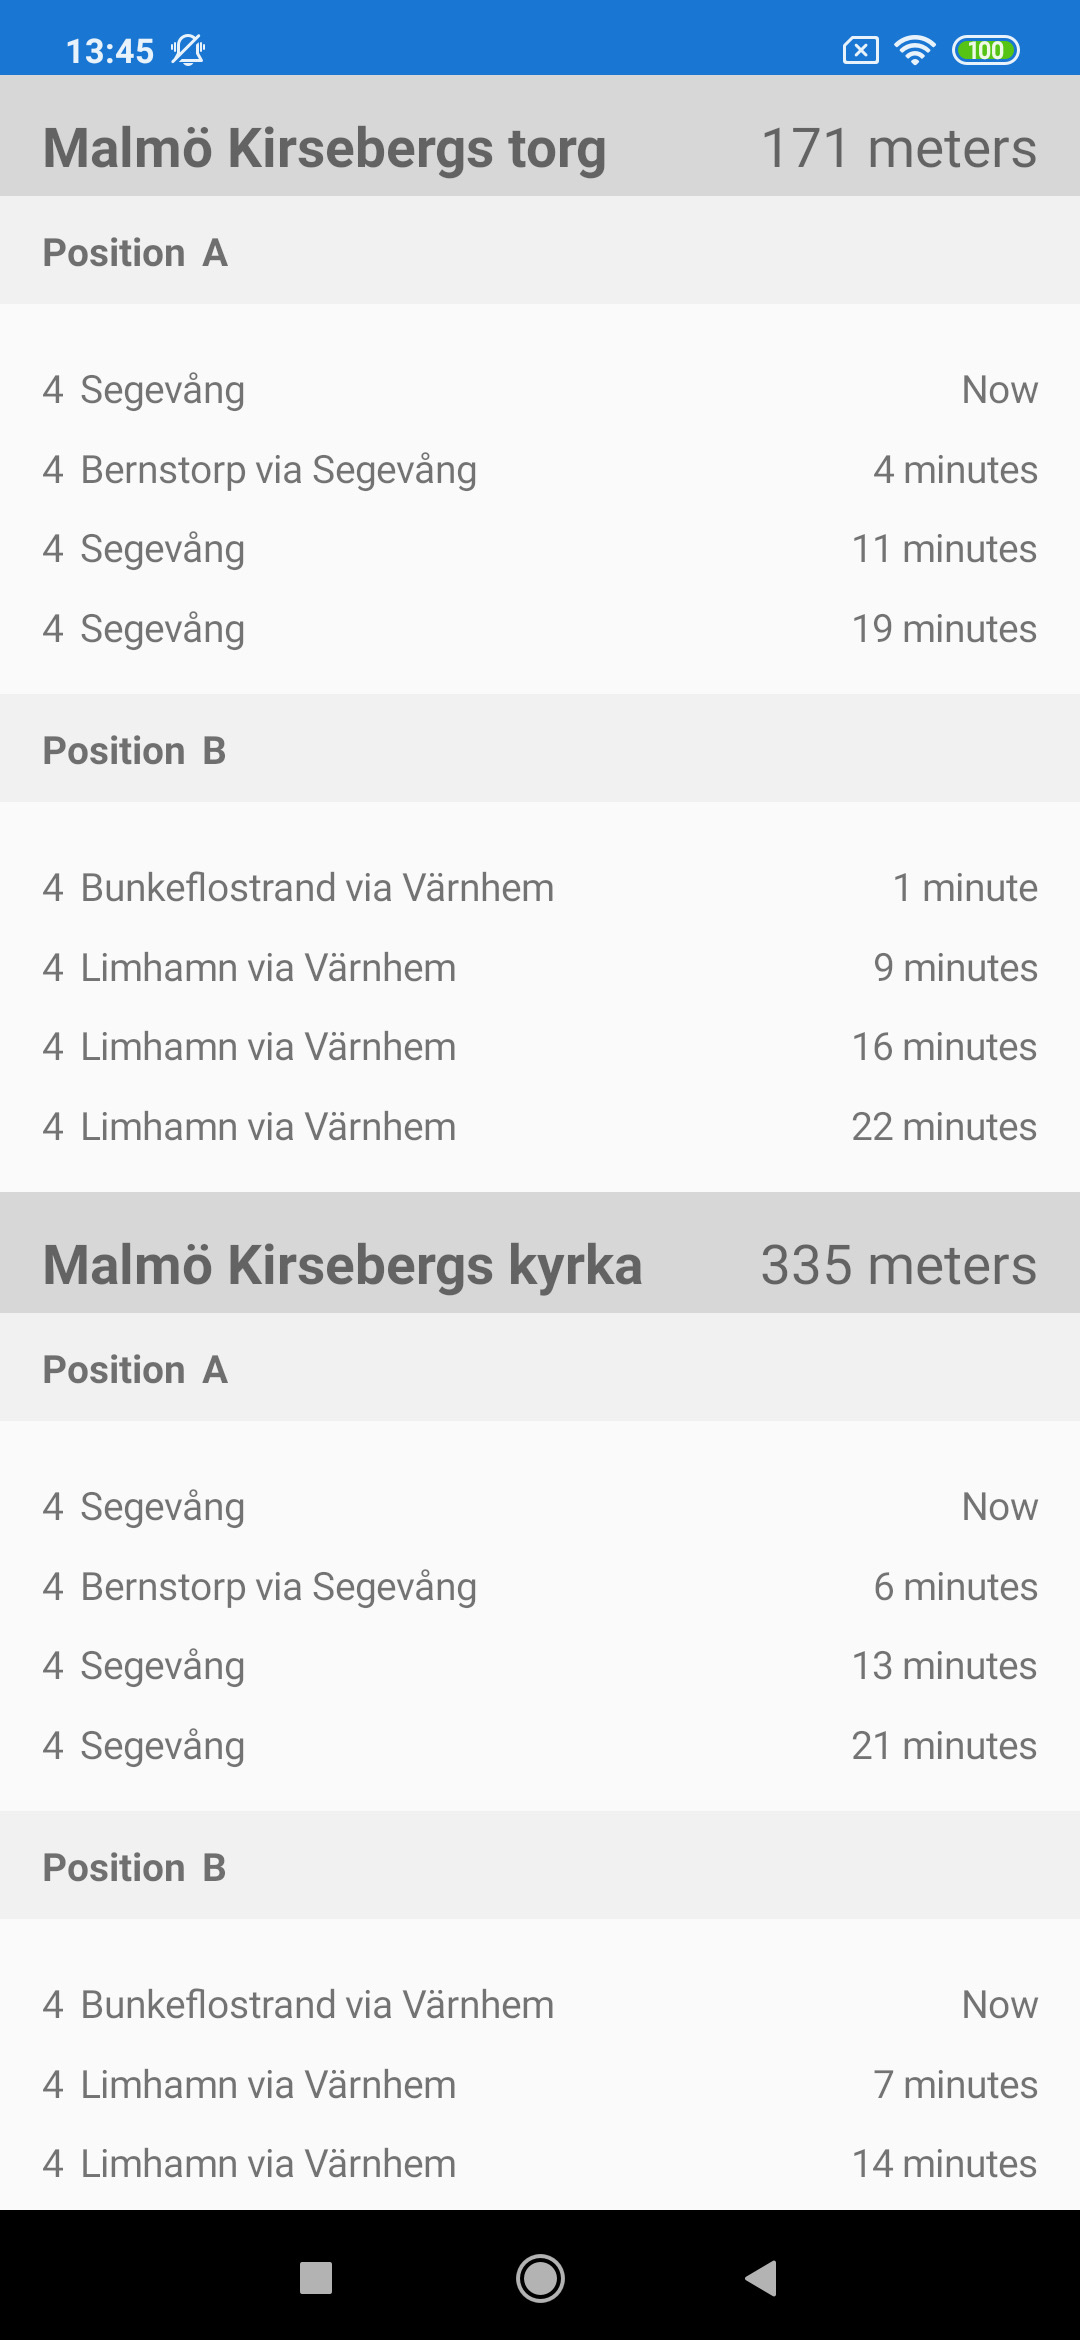 13:45 100
Malmö Kirsebergs torg 171 meters
Position A
4 Segevång Now
4 Bernstorp via Segevång 4 minutes
4 Segevång 11 minutes
4 Segevång 19 minutes
Position B
4 Bunkeflostrand via Värnhem 1 minute
4 Limhamn via Värnhem 9 minutes
4 Limhamn via Värnhem 16 minutes
4 Limhamn via Värnhem 22 minutes
Malmö Kirsebergs kyrka 335 meters
Position A
4 Segevång Now
4 Bernstorp via Segevång 6 minutes
4 Segevång 13 minutes
4 Segevång 21 minutes
Position B
4 Bunkeflostrand via Värnhem Now
4 Limhamn via Värnhem 7 minutes
4 Limhamn via Värnhem 14 minutes